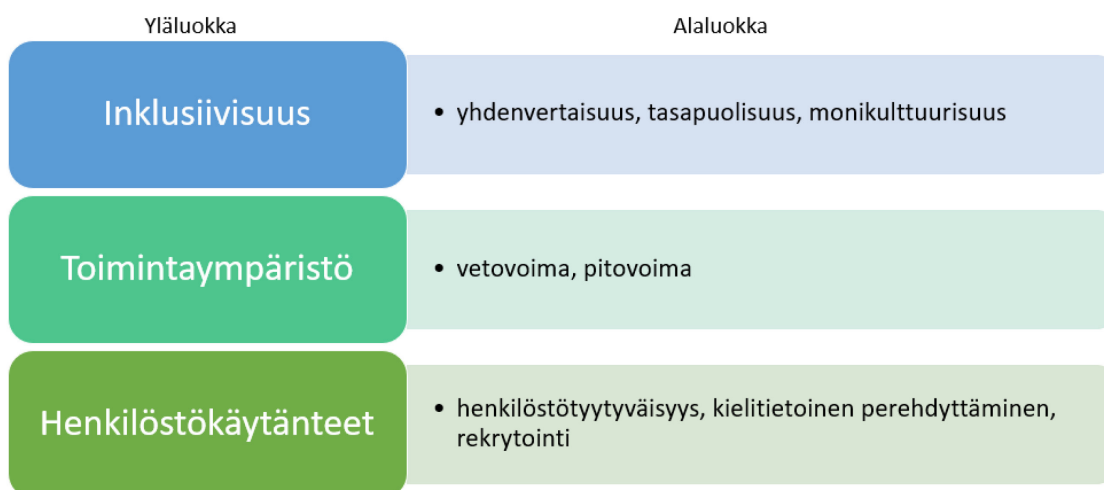 Yläluokka
Alaluokka
Inklusiivisuus
• yhdenvertaisuus, tasapuolisuus, monikulttuurisuus
Toimintaympäristö
• vetovoima, pitovoima
Henkilöstökäytänteet
• henkilöstötyytyväisyys, kielitietoinen perehdyttäminen,
rekrytointi